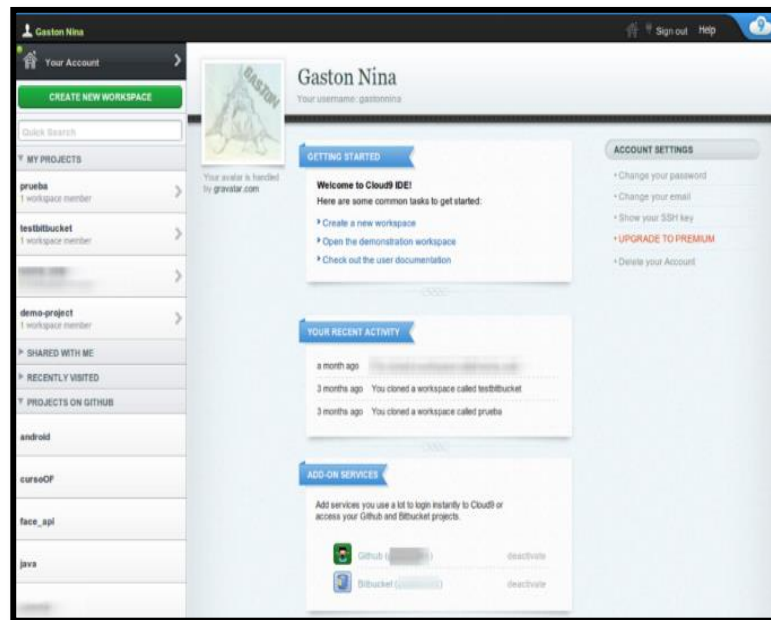 Gaston Nina
Sign out Help
9
Your Account
CREATE NEW WORKSPACE
Quick Search
MY PROJECTS
prueba
1 workspace member
testbitbucket
1 workspace member
demo-project
1 workspace member
SHARED WITH ME
RECENTLY VISITED
PROJECTS ON GITHUB
android
cursoOF
face_api
java
GASTON
Your avatar is handled
by gravatar.com
Gaston Nina
Your username: gastonnina
GETTING STARTED
Welcome to Cloud9 IDE!
Here are some common tasks to get started:
Create a new workspace
Open the demonstration workspace
Check out the user documentation
YOUR RECENT ACTIVITY
a month ago
3 months ago You cloned a workspace called testbitbucket
3 months ago You cloned a workspace called prueba
ADD-ON SERVICES
Add services you use a lot to login instantly to Cloud9 or
access your Github and Bitbucket projects.
Github ( ) deactivate
Bitbucket ( ) deactivate
ACCOUNT SETTINGS
Change your password
Change your email
Show your SSH key
UPGRADE TO PREMIUM
Delete your Account